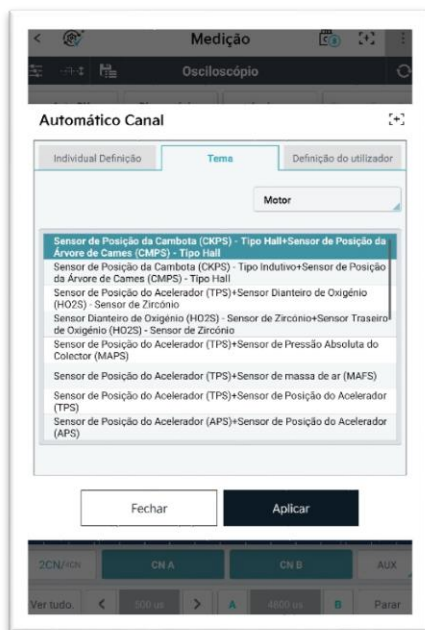 Medição
Osciloscópio
Automático Canal
Individual Definição
Tema
Definição do utilizador
Motor
Sensor de Posição da Cambota (CKPS) - Tipo Hall+Sensor de Posição da
Árvore de Cames (CMPS) - Tipo Hall
Sensor de Posição da Cambota (CKPS) - Tipo Indutivo+Sensor de Posição
da Árvore de Cames (CMPS) - Tipo Hall
Sensor de Posição do Acelerador (TPS)+Sensor Dianteiro de Oxigénio
(HO2S) - Sensor de Zircónio
Sensor Dianteiro de Oxigénio (HO2S) - Sensor de Zircónio+Sensor Traseiro
de Oxigénio (HO2S) - Sensor de Zircónio
Sensor de Posição do Acelerador (TPS)+Sensor de Pressão Absoluta do
Colector (MAPS)
Sensor de Posição do Acelerador (TPS)+Sensor de massa de ar (MAFS)
Sensor de Posição do Acelerador (TPS)+Sensor de Posição do Acelerador
(TPS)
Sensor de Posição do Acelerador (APS)+Sensor de Posição do Acelerador
(APS)
Fechar
Aplicar
2CN/4CN
CN A
CN B
AUX
Ver tudo.
500 us
A
4800 us
B
Parar